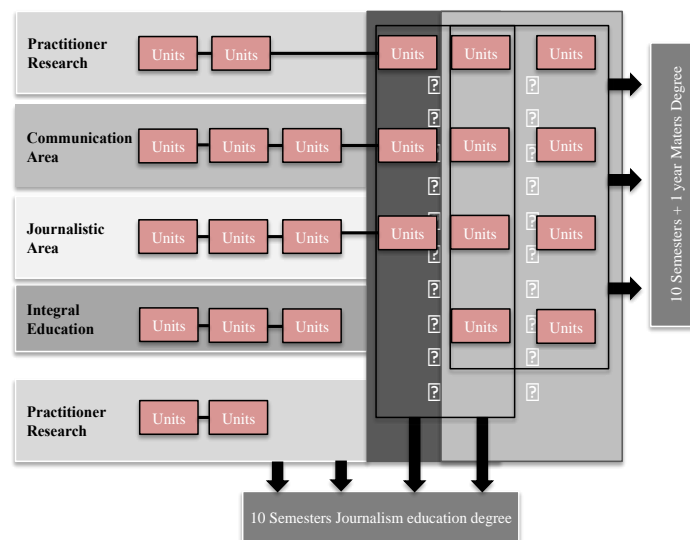 Practitioner
Research
Units Units Units Units Units
Communication
Area
Units Units Units Units Units Units
Journalistic
Area
Units Units Units Units Units Units
Integral
Education
Units Units Units Units Units
Practitioner
Research
Units Units
10 Semesters + 1 year Maters Degree
10 Semesters Journalism education degree